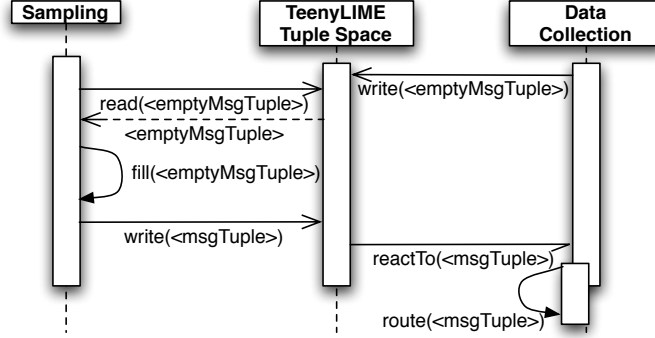 Sampling
TeenyLIME
Tuple Space
Data
Collection
write(<emptyMsgTuple>)
read(<emptyMsgTuple>)
<emptyMsgTuple>
fill(<emptyMsgTuple>)
write(<msgTuple>)
reactTo(<msgTuple>)
route(<msgTuple>)